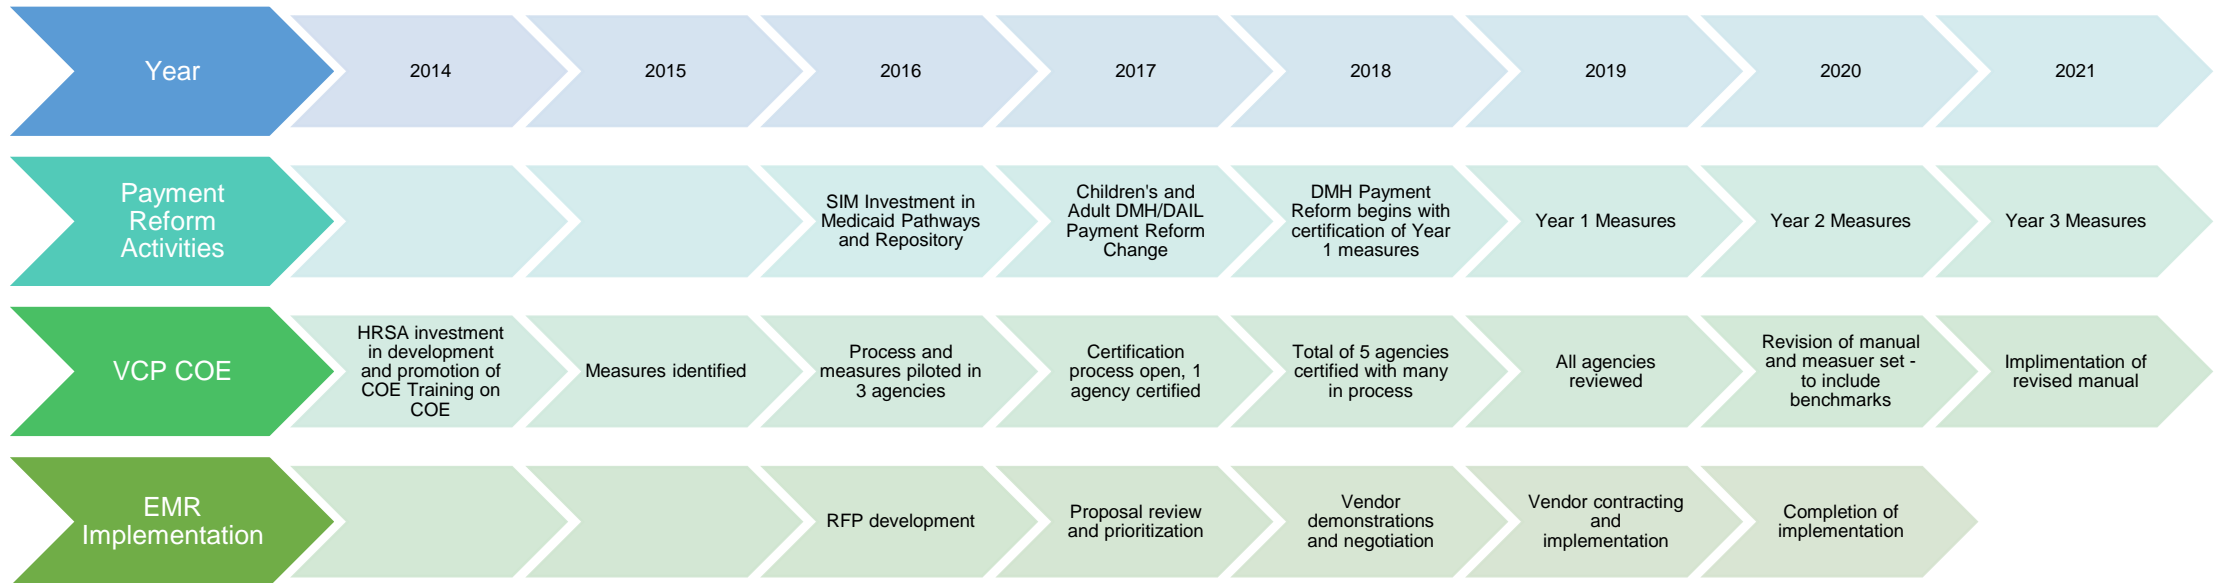 Year
2014
2015
2016
2017
2018
2019
2020
2021
Payment
Reform
Activities
SIM Investment in
Medicaid Pathways
and Repository
Children's and
Adult DMH/DAIL
Payment Reform
Change
DMH Payment
Reform begins with
certification of Year
1 measures
Year 1 Measures
Year 2 Measures
Year 3 Measures
VCP COE
HRSA investment
in development
and promotion of
COE Training on
COE
Measures identified
Process and
measures piloted in
3 agencies
Certification
process open, 1
agency certified
Total of 5 agencies
certified with many
in process
All agencies
reviewed
Revision of manual
and measuer set -
to include
benchmarks
Implimentation of
revised manual
EMR
Implementation
RFP development
Proposal review
and prioritization
Vendor
demonstrations
and negotiation
Vendor contracting
and
implementation
Completion of
implementation